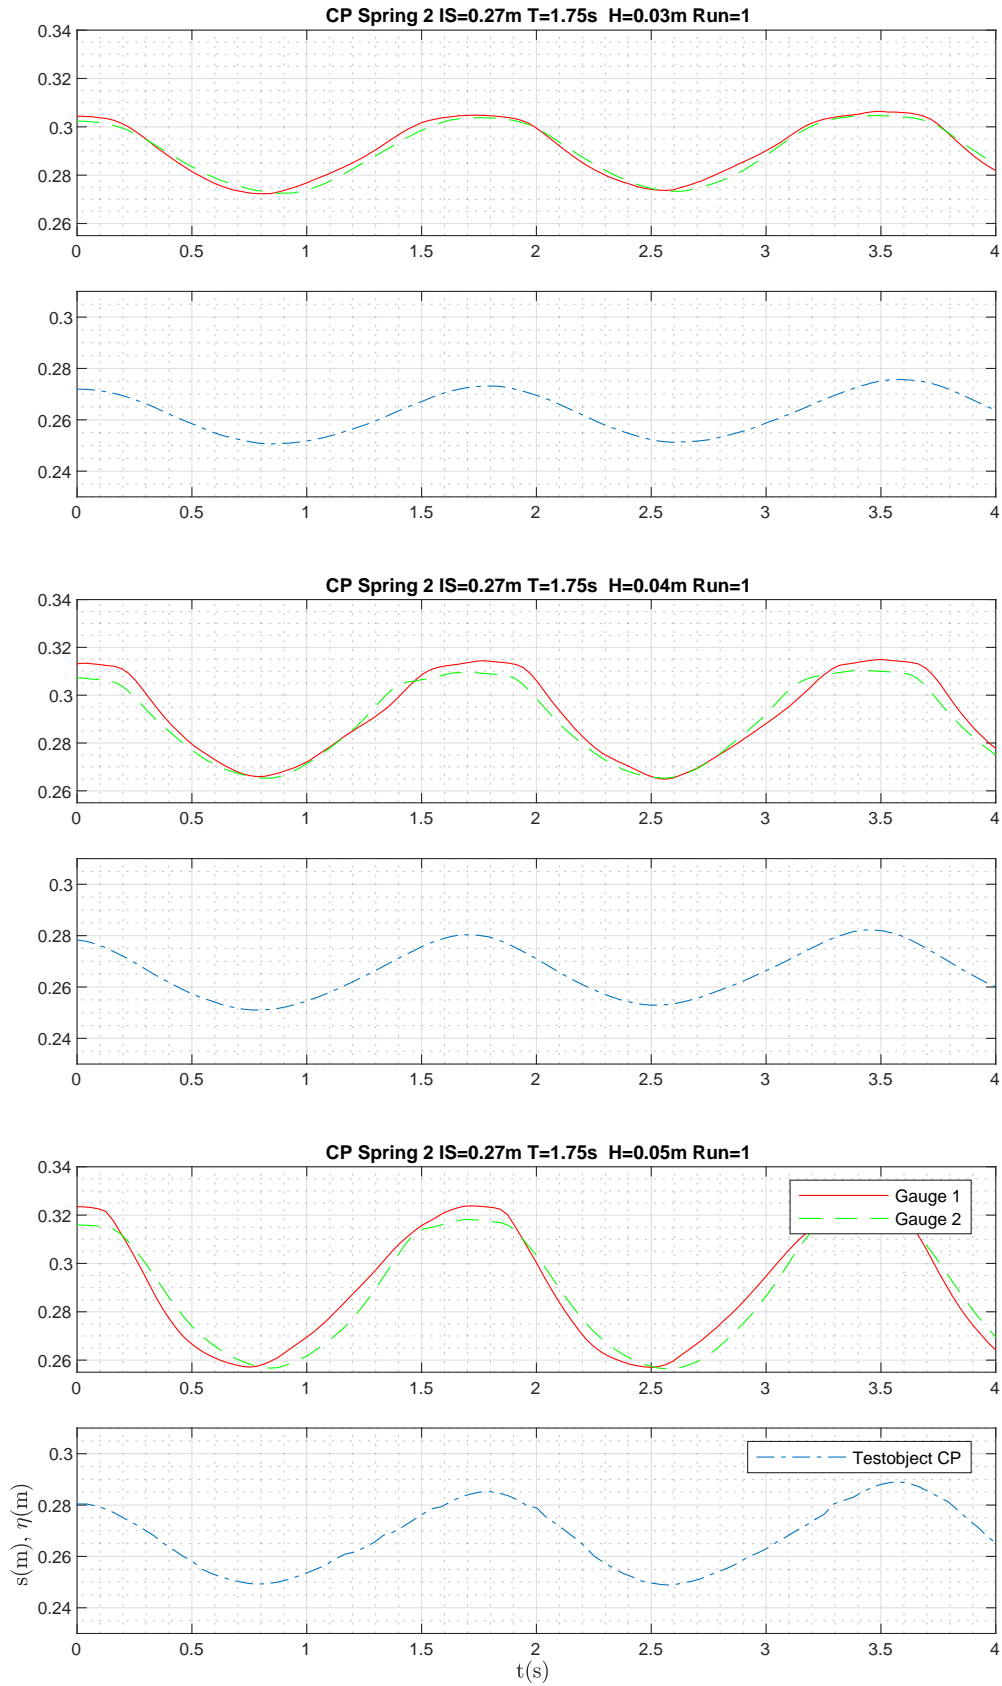 CP Spring 2 IS=0.27m T=1.75s H=0.03m Run=1
0.34
0.32
0.3
0.28
0.26
0 0.5 1 1.5 2 2.5 3 3.5 4
0.3
0.28
0.26
0.24
0 0.5 1 1.5 2 2.5 3 3.5 4
CP Spring 2 IS=0.27m T=1.75s H=0.04m Run=1
0.34
0.32
0.3
0.28
0.26
0 0.5 1 1.5 2 2.5 3 3.5 4
0.3
0.28
0.26
0.24
0 0.5 1 1.5 2 2.5 3 3.5 4
CP Spring 2 IS=0.27m T=1.75s H=0.05m Run=1
0.34
0.32
0.3
0.28
0.26
Gauge 1
Gauge 2
0 0.5 1 1.5 2 2.5 3 3.5 4
0.3
0.28
0.26
0.24
Testobject CP
0 0.5 1 1.5 2 2.5 3 3.5 4
s(m), η(m)
t(s)